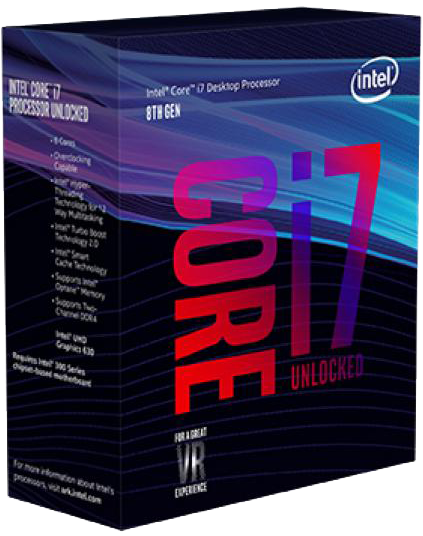 INTEL® CORE™ i7
PROCESSOR UNLOCKED
• 6 Cores
• Overclocking
Capable
• Intel® Hyper-
Threading
Technology for 12
Way Multitasking
• Intel® Turbo Boost
Technology 2.0
• Intel® Smart
Cache Technology
• Supports Intel®
Optane™ Memory
• Supports Two-
Channel DDR4
Intel® UHD
Graphics 630
Requires Intel® 300 Series
chipset-based motherboard
For more information about Intel's
processors, visit ark.intel.com
Intel® Core™ i7 Desktop Processor
8TH GEN
intel®
CORE
i7
UNLOCKED
FOR A GREAT
VR
EXPERIENCE